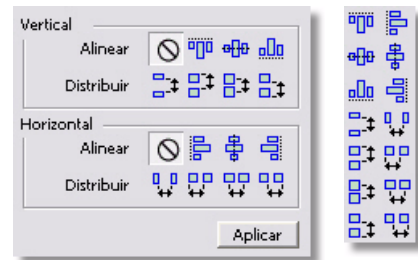 Vertical
Alinear
Distribuir
Horizontal
Alinear
Distribuir
Aplicar